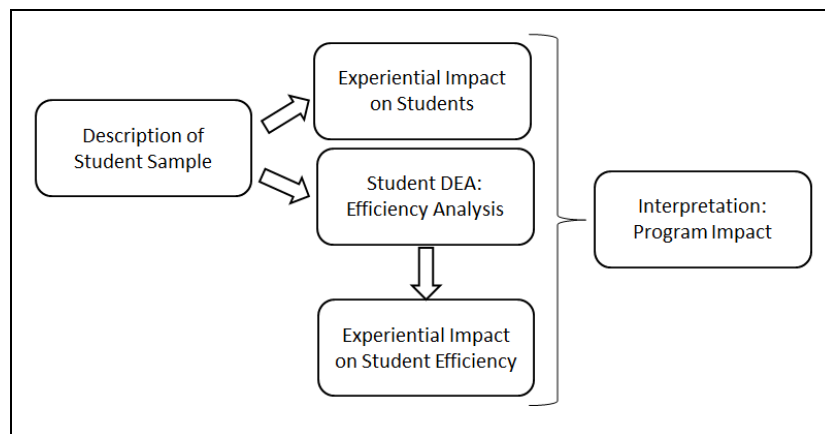 Description of
Student Sample
Experiential Impact
on Students
Student DEA:
Efficiency Analysis
Experiential Impact
on Student Efficiency
Interpretation:
Program Impact